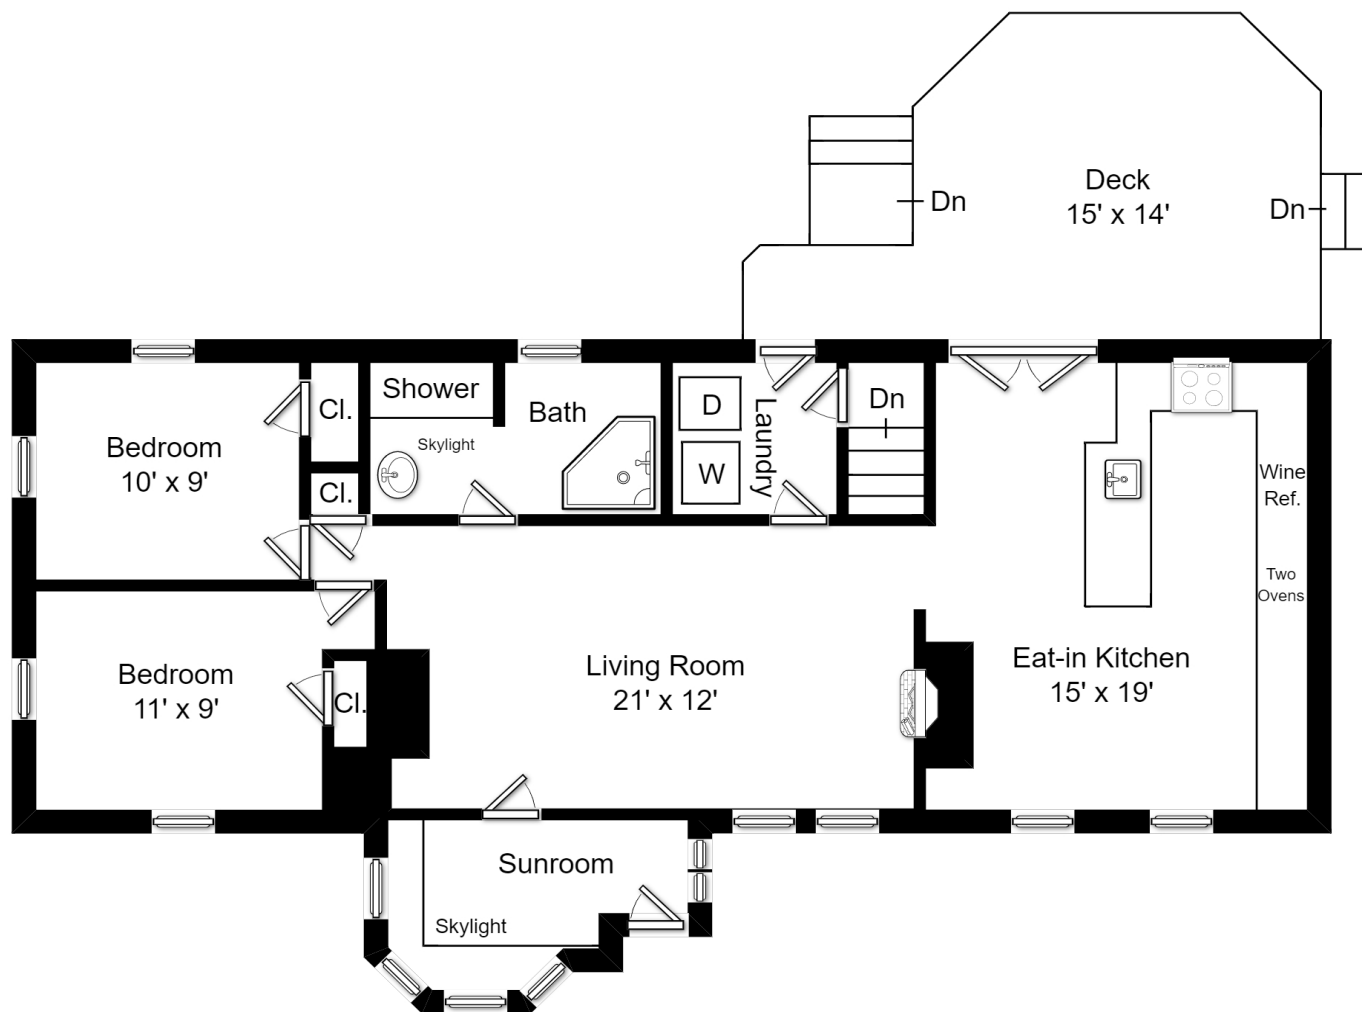 Deck
15' x 14'
Dn
Dn
Bedroom
10' x 9'
Cl.
Cl.
Shower
Skylight
Bath
D
W
Laundry
Dn
Wine
Ref.
Two
Ovens
Bedroom
11' x 9'
Cl.
Living Room
21' x 12'
Eat-in Kitchen
15' x 19'
Sunroom
Skylight